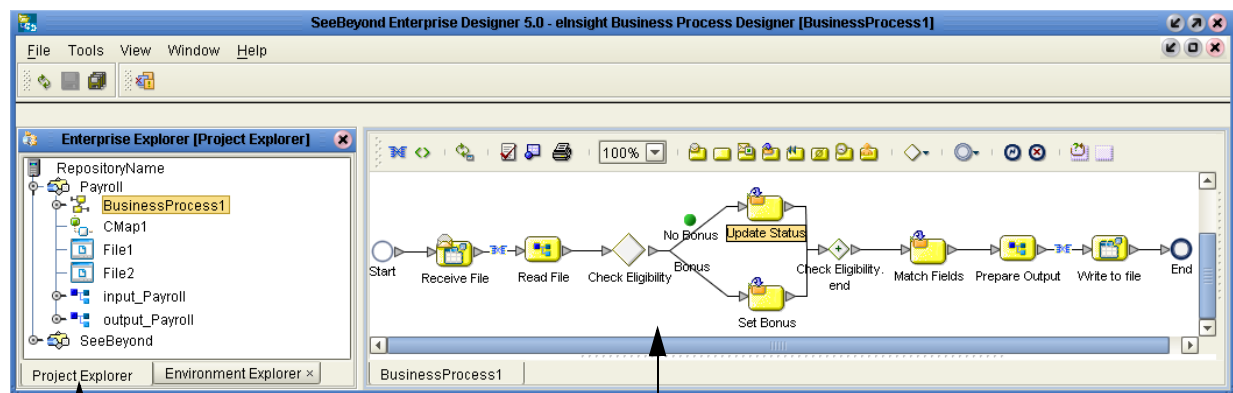 SeeBeyond Enterprise Designer 5.0 - eInsight Business Process Designer [BusinessProcess1]
File Tools View Window Help
Enterprise Explorer [Project Explorer]
RepositoryName
Payroll
BusinessProcess1
CMap1
File1
File2
input_Payroll
output_Payroll
SeeBeyond
Project Explorer
Environment Explorer ×
100%
Start
Receive File
Read File
Check Eligibility
No Bonus
Bonus
Update Status
Set Bonus
Check Eligibility.
end
Match Fields
Prepare Output
Write to file
End
BusinessProcess1